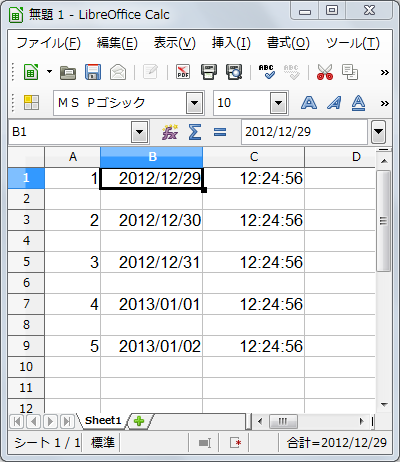 無題 1 - LibreOffice Calc
ファイル(F) 編集(E) 表示(V) 挿入(I) 書式(O) ツール(T) »
PDF ABC ABC »
ＭＳ Ｐゴシック 10 A A A »
B1 fx Σ = 2012/12/29
A B C D
1 1 2012/12/29 12:24:56
2
3 2 2012/12/30 12:24:56
4
5 3 2012/12/31 12:24:56
6
7 4 2013/01/01 12:24:56
8
9 5 2013/01/02 12:24:56
10
11
12
Sheet1
シート 1 / 1 標準 合計=2012/12/29